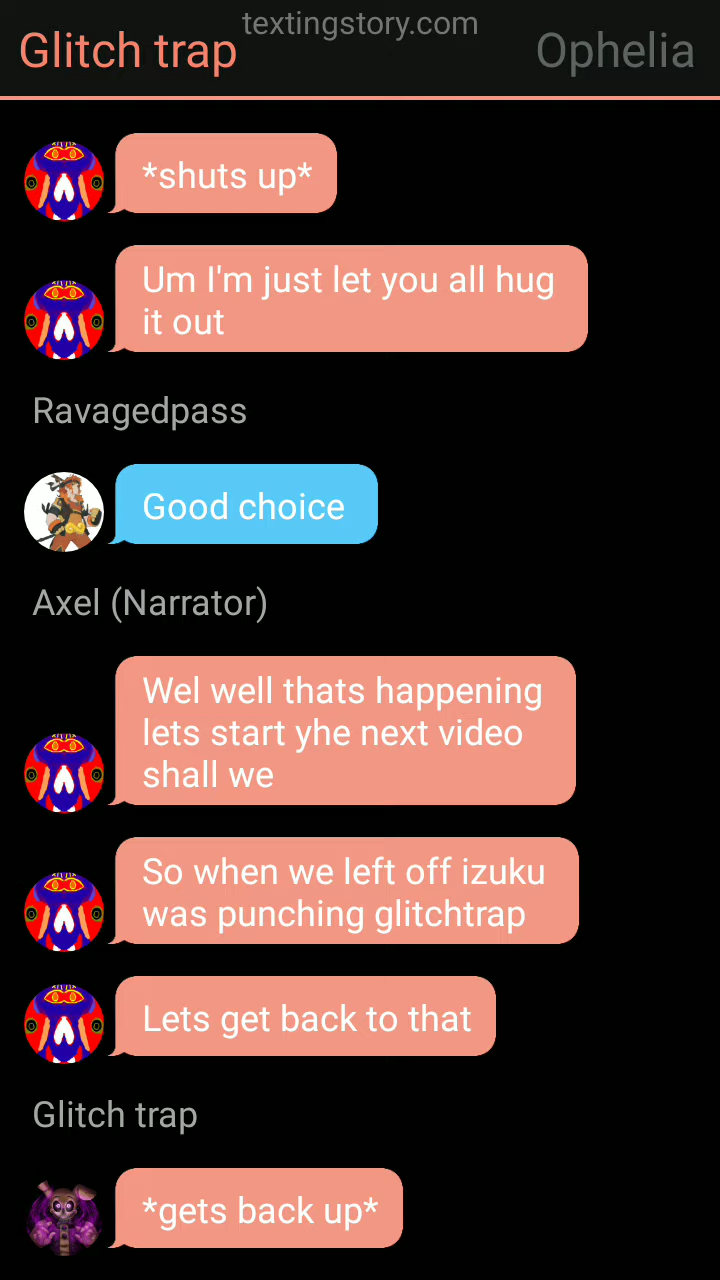 textingstory.com
Glitch trap
Ophelia
*shuts up*
Um I'm just let you all hug
it out
Ravagedpass
Good choice
Axel (Narrator)
Wel well thats happening
lets start yhe next video
shall we
So when we left off izuku
was punching glitchtrap
Lets get back to that
Glitch trap
*gets back up*